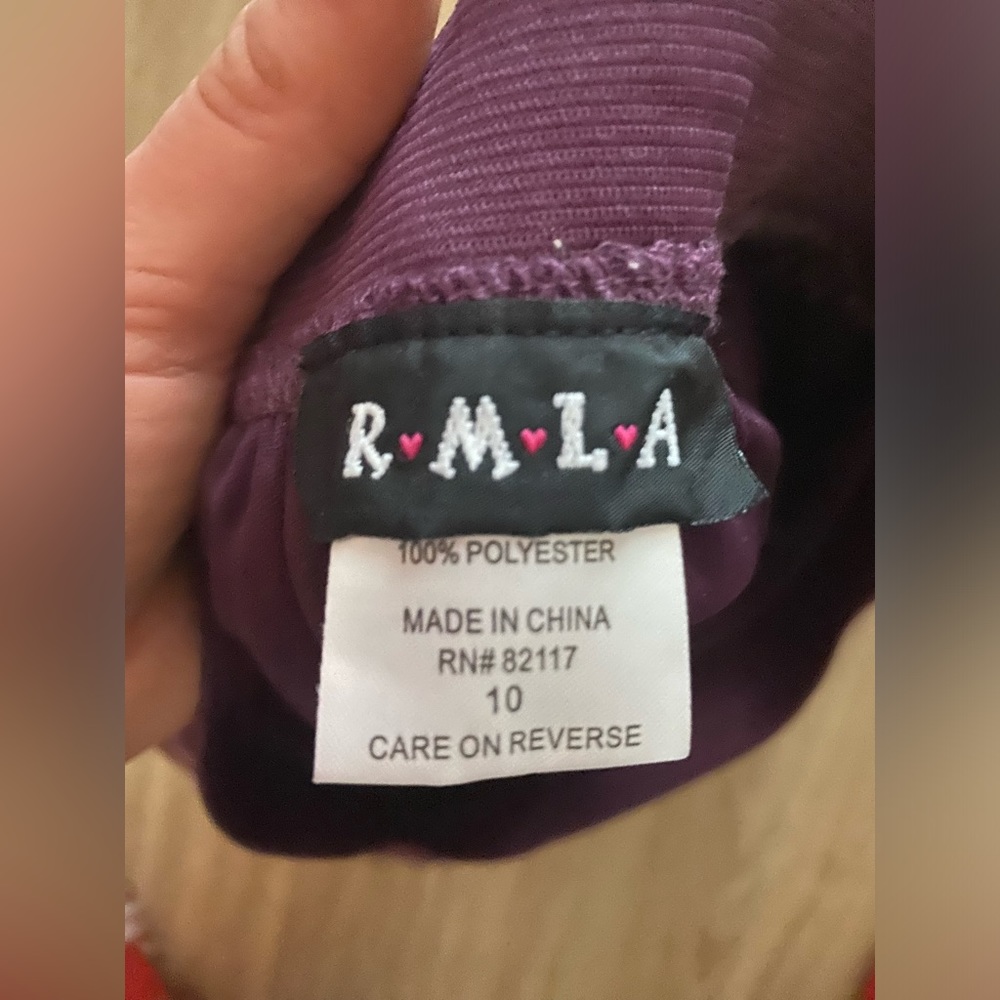 R♥M♥L♥A
100% POLYESTER
MADE IN CHINA
RN# 82117
10
CARE ON REVERSE